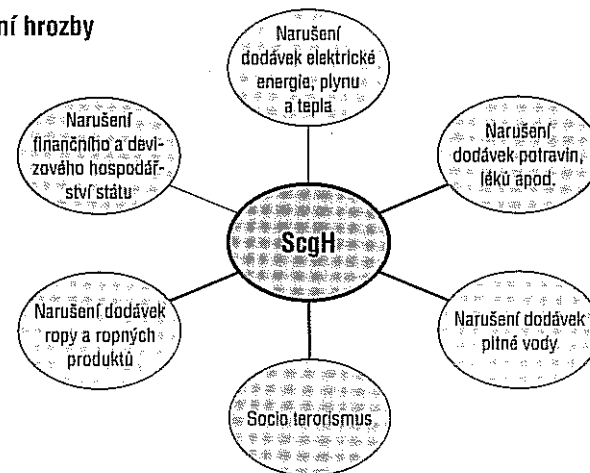 ní hrozby
Narušení
dodávek elektrické
energie, plynu
a tepla
Narušení
finančního a devi-
zového hospodář-
ství státu
Narušení
dodávek potravin,
léků apod.
ScgH
Narušení dodávek
ropy a ropných
produktů
Narušení dodávek
pitné vody
Socio terorismus